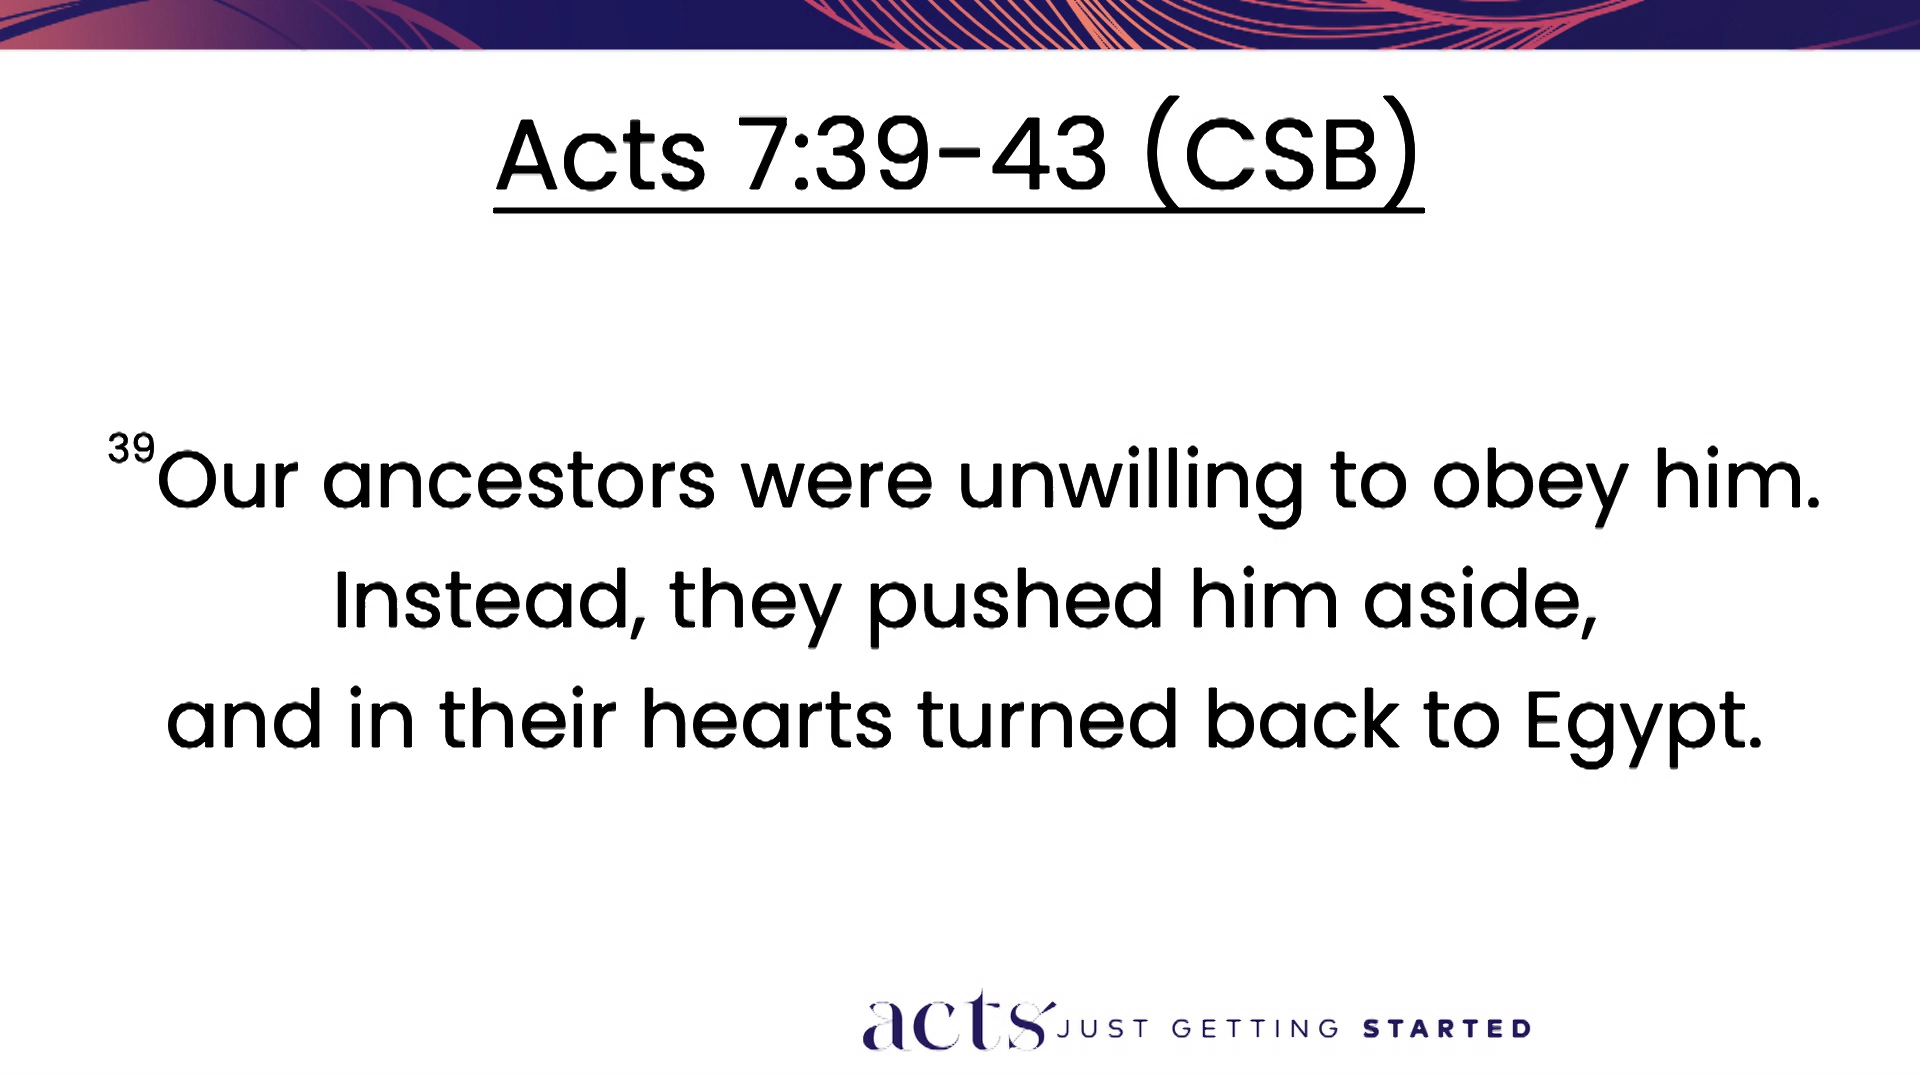 Acts 7:39-43 (CSB)
39Our ancestors were unwilling to obey him.
Instead, they pushed him aside,
and in their hearts turned back to Egypt.
acts JUST GETTING STARTED